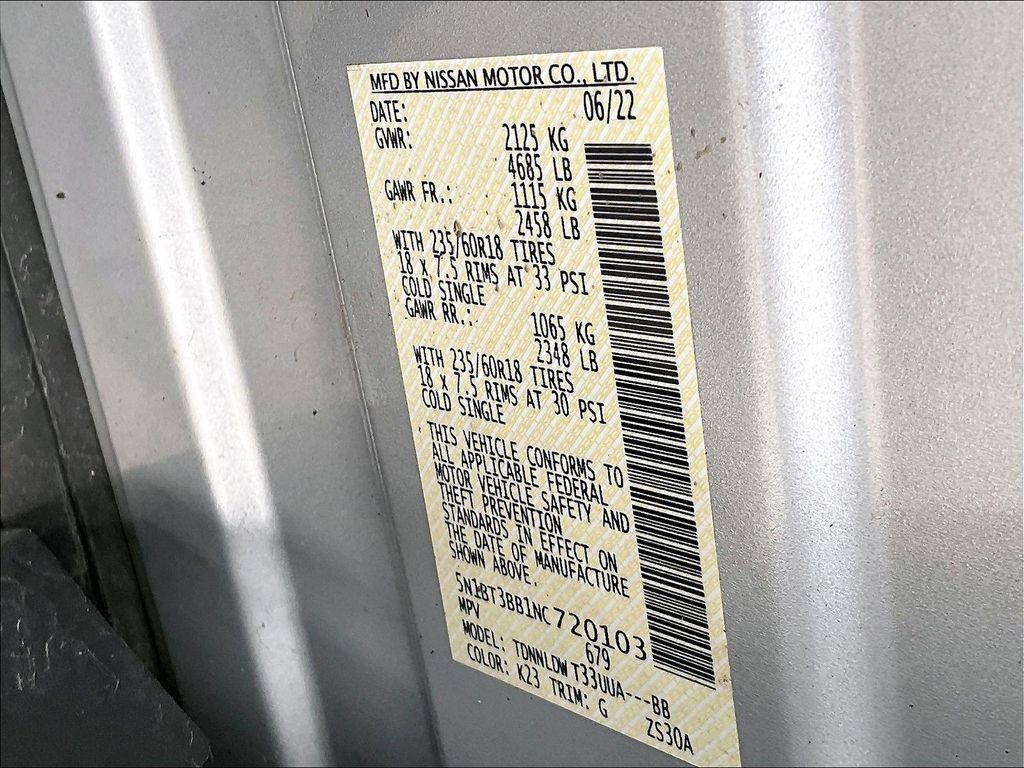 MFD BY NISSAN MOTOR CO., LTD.
DATE: 06/22
GVWR: 2125 KG
4685 LB
GAWR FR.: 1115 KG
2458 LB
WITH 235/60R18 TIRES
18 X 7.5 RIMS AT 33 PSI
COLD SINGLE
GAWR RR.: 1065 KG
2348 LB
WITH 235/60R18 TIRES
18 X 7.5 RIMS AT 30 PSI
COLD SINGLE
THIS VEHICLE CONFORMS TO
ALL APPLICABLE FEDERAL
MOTOR VEHICLE SAFETY AND
THEFT PREVENTION
STANDARDS IN EFFECT ON
THE DATE OF MANUFACTURE
SHOWN ABOVE.
5N1BT3BB1NC720103
MPV 679
MODEL: TDNNLDWT33UUA---BB
COLOR: K23 TRIM: G ZS30A